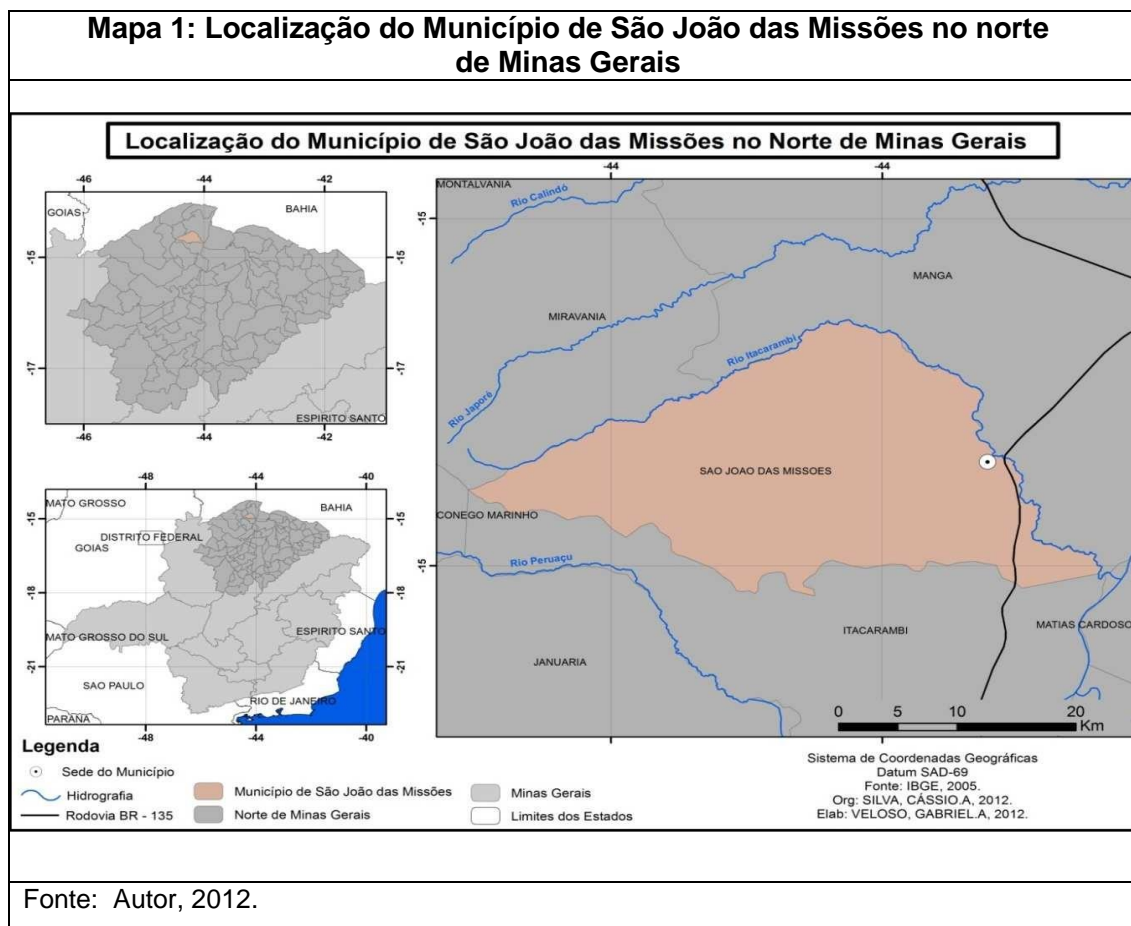 Mapa 1: Localização do Município de São João das Missões no norte
de Minas Gerais
Localização do Município de São João das Missões no Norte de Minas Gerais
-46
-44
-42
GOIAS
BAHIA
-15
-15
-17
-17
ESPIRITO SANTO
-46
-44
-42
-48
-44
-40
MATO GROSSO
BAHIA
-15
-15
DISTRITO FEDERAL
GOIAS
-18
-18
MATO GROSSO DO SUL
ESPIRITO SANTO
-21
-21
SAO PAULO
RIO DE JANEIRO
PARANA
-48
-44
-40
-44
-44
MONTALVANIA
Rio Calindó
-15
MANGA
MIRAVANIA
Rio Itacarambi
Rio Japoré
SAO JOAO DAS MISSOES
CONEGO MARINHO
Rio Peruaçu
-15
MATIAS CARDOSO
ITACARAMBI
JANUARIA
0 5 10 20
Km
Legenda
Sede do Município
Hidrografia
Rodovia BR - 135
Município de São João das Missões
Norte de Minas Gerais
Minas Gerais
Limites dos Estados
Sistema de Coordenadas Geográficas
Datum SAD-69
Fonte: IBGE, 2005.
Org: SILVA, CÁSSIO.A, 2012.
Elab: VELOSO, GABRIEL.A, 2012.
Fonte: Autor, 2012.